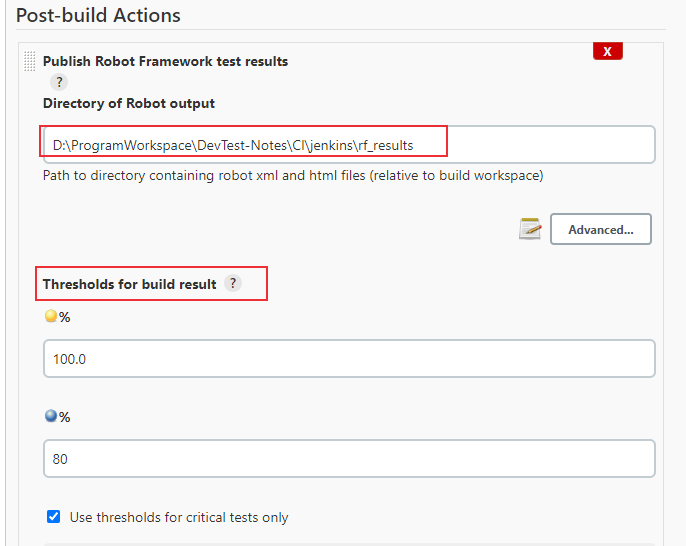 Post-build Actions
Publish Robot Framework test results
X
?
Directory of Robot output
D:\ProgramWorkspace\DevTest-Notes\CI\jenkins\rf_results
Path to directory containing robot xml and html files (relative to build workspace)
Advanced...
Thresholds for build result ?
%
100.0
%
80
Use thresholds for critical tests only